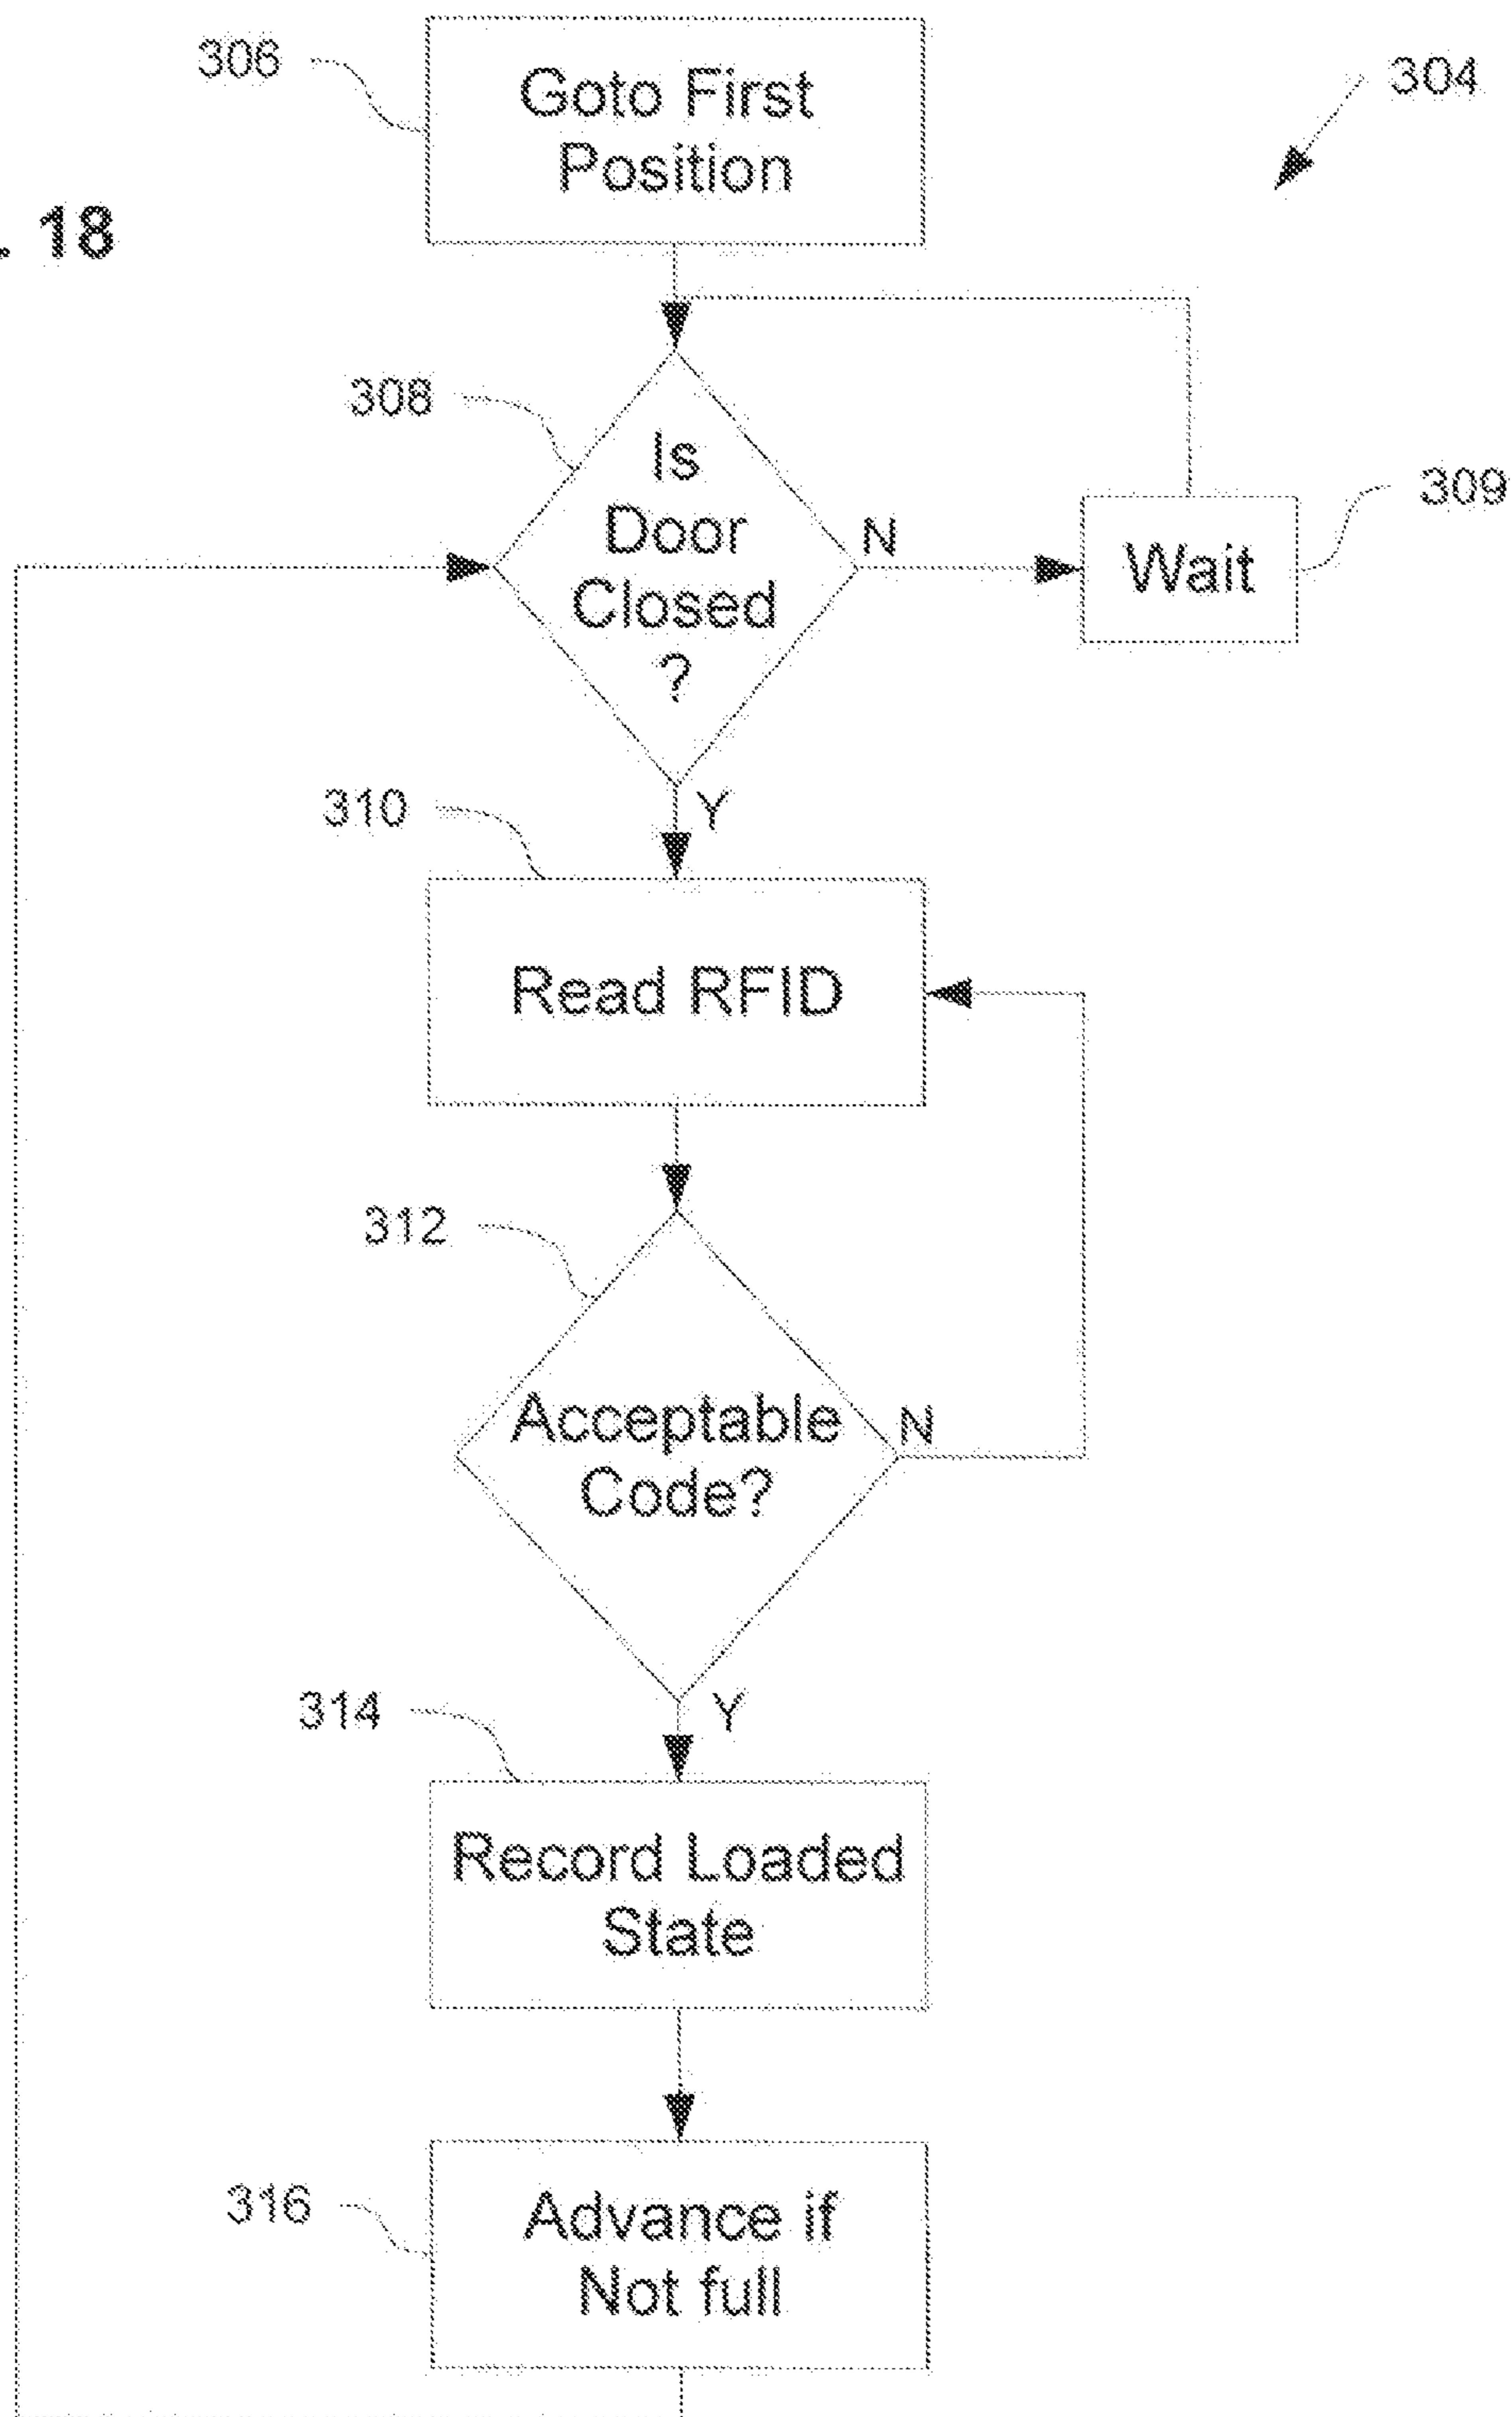 306
Goto First
Position
304
. 18
308
Is
Door
Closed
?
N
Wait
309
Y
310
Read RFID
312
Acceptable
Code?
N
Y
314
Record Loaded
State
316
Advance if
Not full